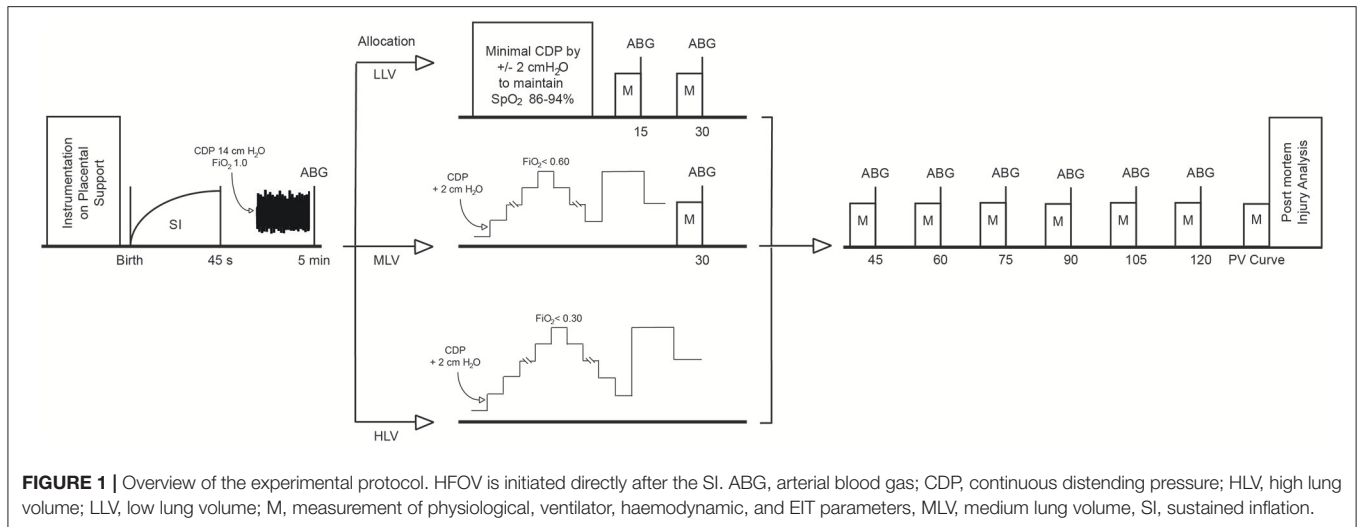 Instrumentation
on Placental
Support
CDP 14 cm H₂O
FiO₂ 1.0
ABG
SI
Birth
45 s
5 min
Allocation
LLV
MLV
HLV
Minimal CDP by
+/- 2 cmH₂O
to maintain
SpO₂ 86-94%
ABG
ABG
M
M
15
30
CDP
+ 2 cm H₂O
FiO₂< 0.60
ABG
M
30
CDP
+ 2 cm H₂O
FiO₂< 0.30
ABG
ABG
ABG
ABG
ABG
ABG
M
M
M
M
M
M
M
45
60
75
90
105
120
PV Curve
Posrt mortem
Injury Analysis
FIGURE 1 | Overview of the experimental protocol. HFOV is initiated directly after the SI. ABG, arterial blood gas; CDP, continuous distending pressure; HLV, high lung
volume; LLV, low lung volume; M, measurement of physiological, ventilator, haemodynamic, and EIT parameters, MLV, medium lung volume, SI, sustained inflation.